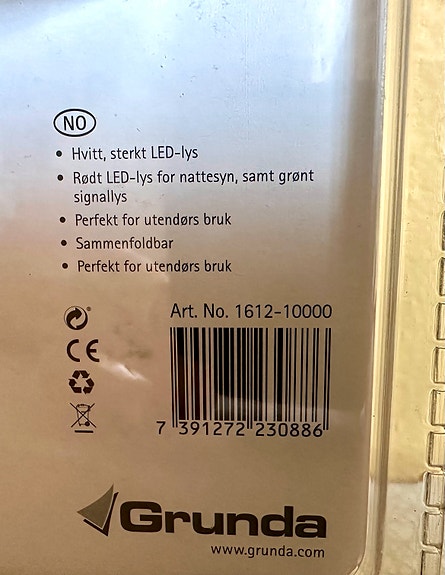 NO
• Hvitt, sterkt LED-lys
• Rødt LED-lys for nattesyn, samt grønt
signallys
• Perfekt for utendørs bruk
• Sammenfoldbar
• Perfekt for utendørs bruk
Art. No. 1612-10000
CE
7 391272 230886
Grunda
www.grunda.com